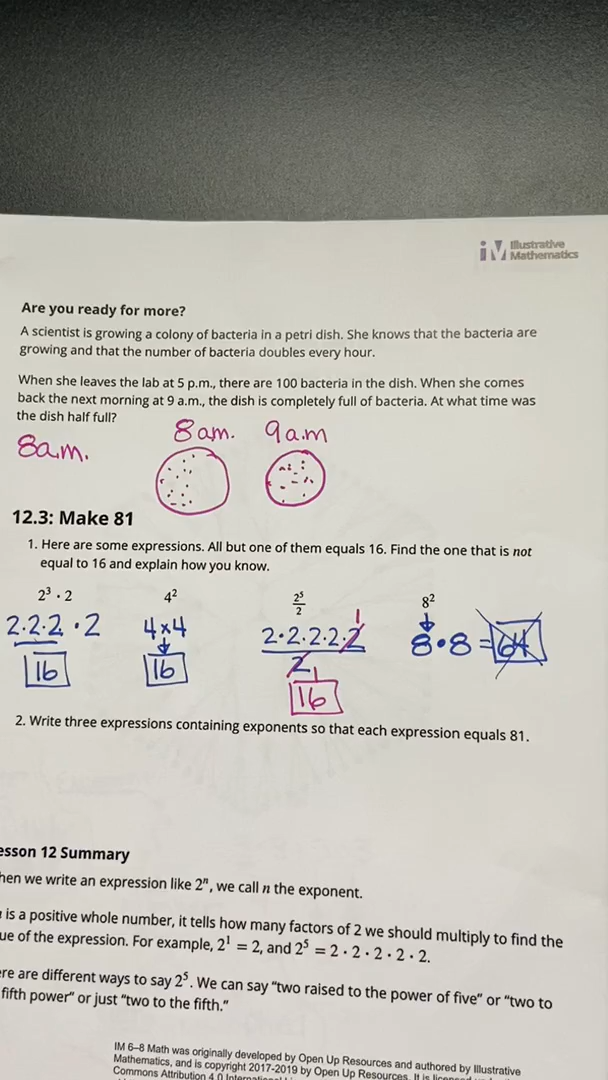 Illustrative
Mathematics
Are you ready for more?
A scientist is growing a colony of bacteria in a petri dish. She knows that the bacteria are
growing and that the number of bacteria doubles every hour.
When she leaves the lab at 5 p.m., there are 100 bacteria in the dish. When she comes
back the next morning at 9 a.m., the dish is completely full of bacteria. At what time was
the dish half full?
8a.m. 8am. 9a.m
12.3: Make 81
1. Here are some expressions. All but one of them equals 16. Find the one that is not
equal to 16 and explain how you know.
2³ · 2 4² 2⁵/2 8²
2·2·2 ·2 4×4 2·2·2·2·2 1 8·8 = 64
16 16 2 1
16
2. Write three expressions containing exponents so that each expression equals 81.
esson 12 Summary
hen we write an expression like 2ⁿ, we call n the exponent.
is a positive whole number, it tells how many factors of 2 we should multiply to find the
ue of the expression. For example, 2¹ = 2, and 2⁵ = 2 · 2 · 2 · 2 · 2.
ere are different ways to say 2⁵. We can say “two raised to the power of five” or “two to
fifth power” or just “two to the fifth.”
IM 6–8 Math was originally developed by Open Up Resources and authored by Illustrative
Mathematics, and is copyright 2017-2019 by Open Up Resources. It is
Commons Attribution 4.0